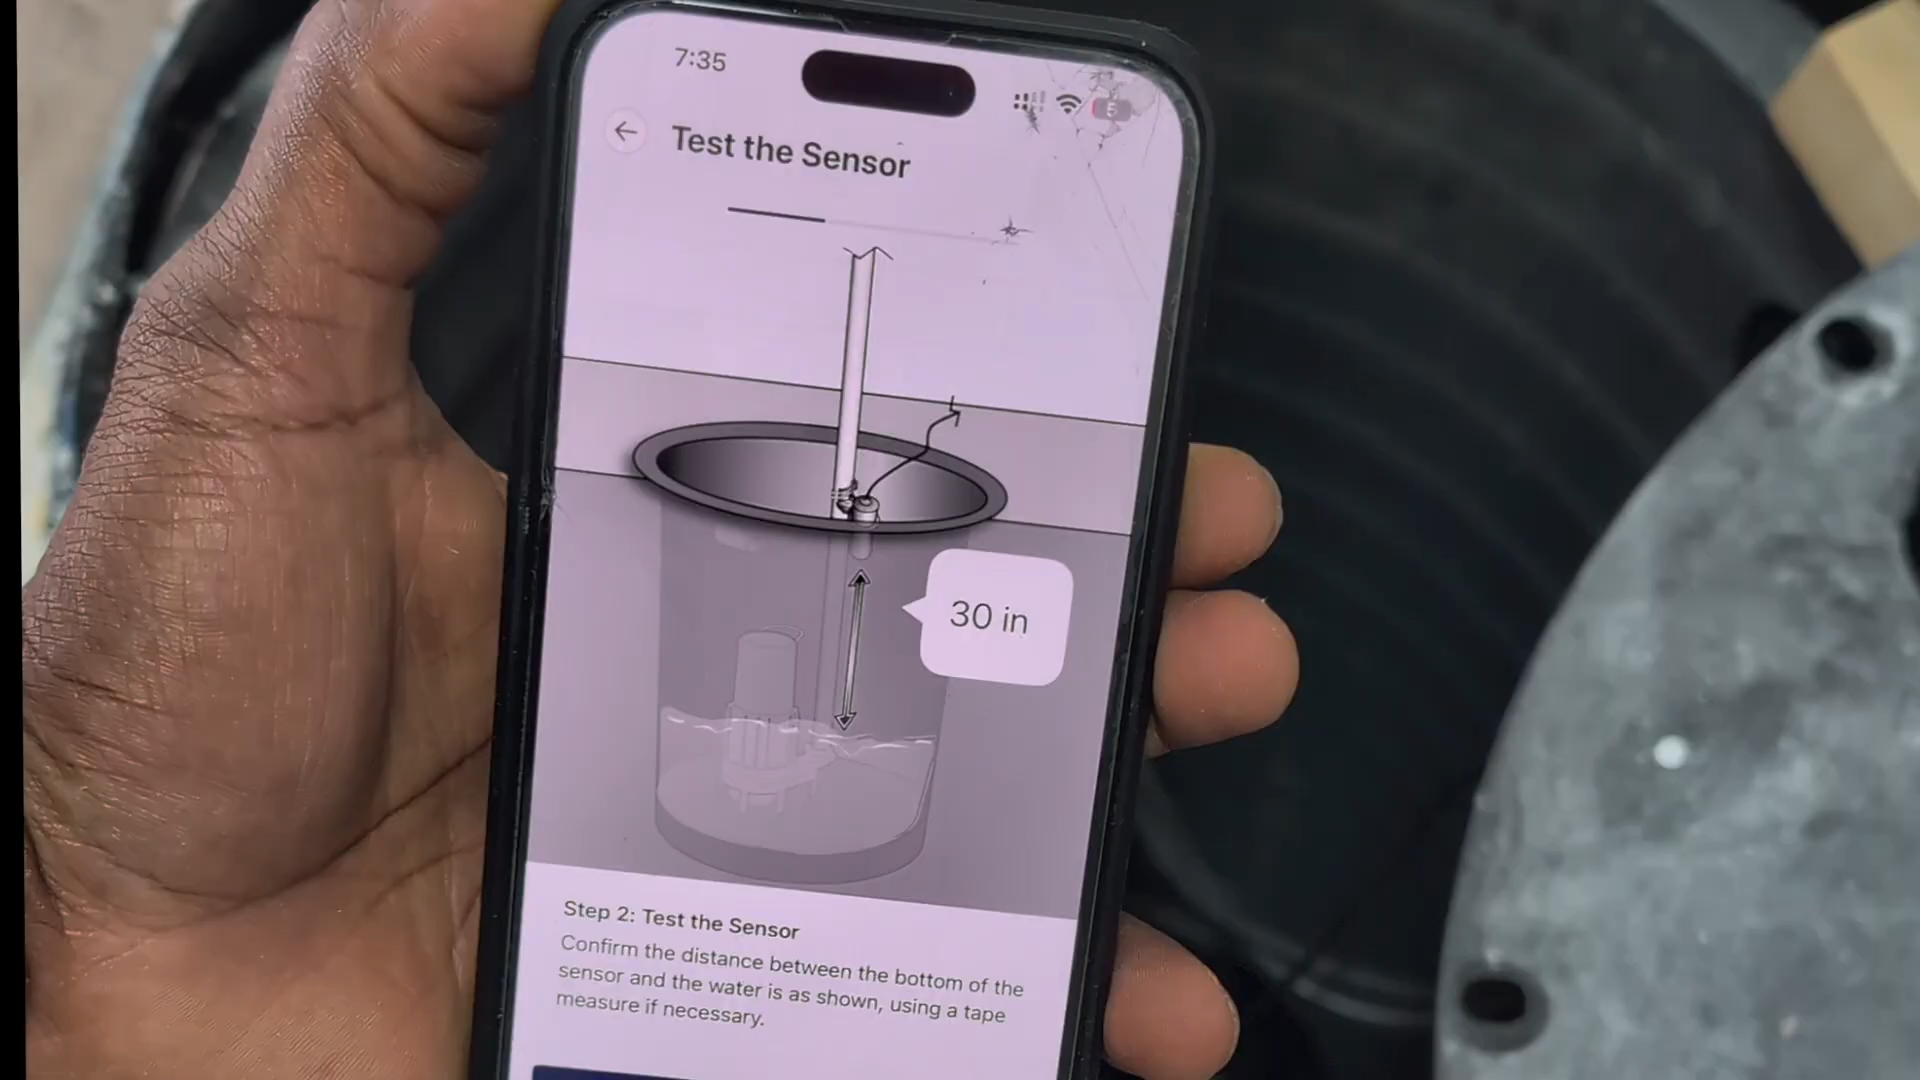 7:35
5
Test the Sensor
30 in
Step 2: Test the Sensor
Confirm the distance between the bottom of the
sensor and the water is as shown, using a tape
measure if necessary.